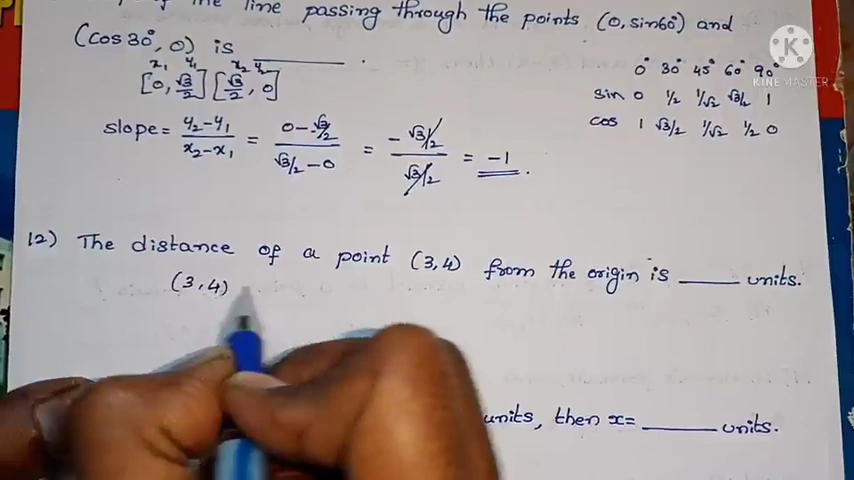 the line passing through the points (0, sin60°) and
(Cos 30°, 0) is ________ .
x₁ y₁ x₂ y₂
[0, √3/2] [√3/2, 0]
slope = y₂-y₁/x₂-x₁ = 0-√3/2 / √3/2-0 = -√3/2 / √3/2 = -1.
0° 30° 45° 60° 90°
sin 0 1/2 1/√2 √3/2 1
cos 1 √3/2 1/√2 1/2 0
K
KINEMASTER
12) The distance of a point (3,4) from the origin is ____ units.
(3,4)
units, then x= ______ units.